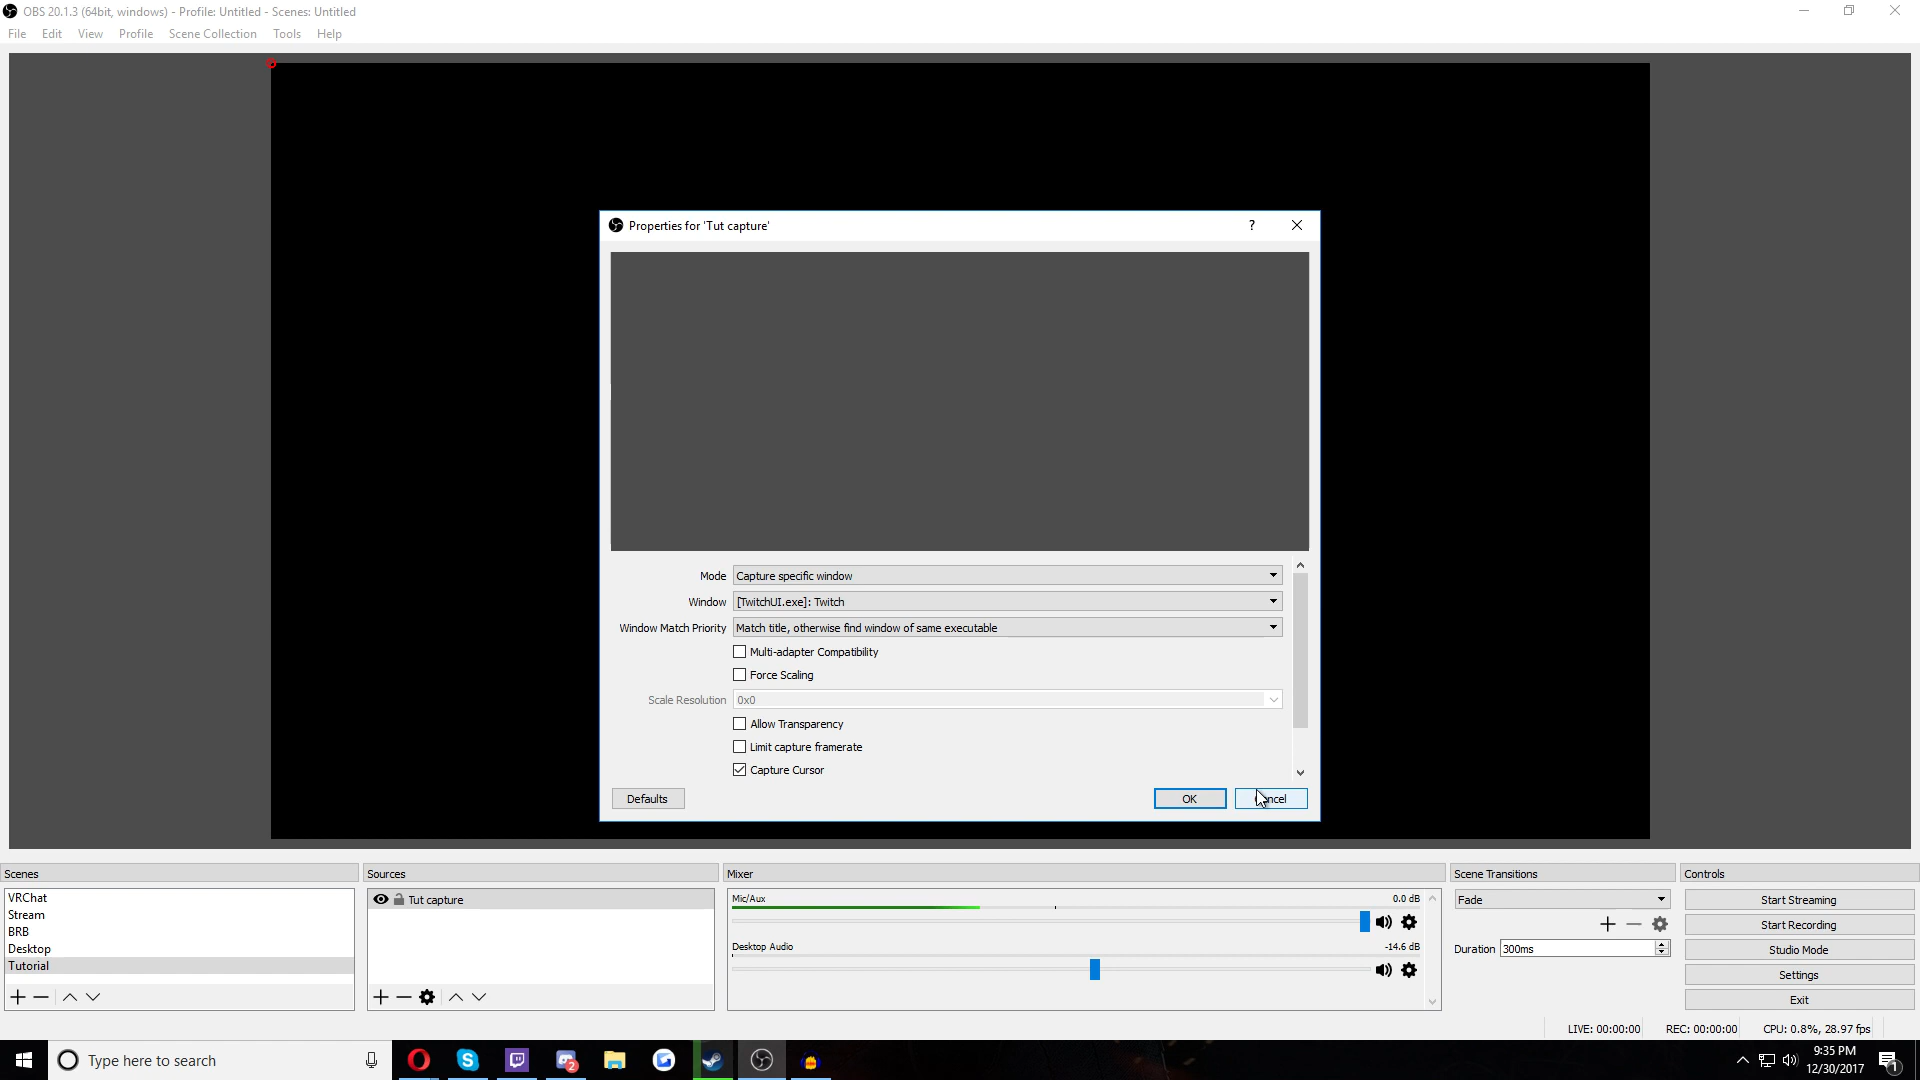 OBS 20.1.3 (64bit, windows) - Profile: Untitled - Scenes: Untitled
File Edit View Profile Scene Collection Tools Help
Properties for 'Tut capture' ?
Mode Capture specific window
Window [TwitchUI.exe]: Twitch
Window Match Priority Match title, otherwise find window of same executable
Multi-adapter Compatibility
Force Scaling
Scale Resolution 0x0
Allow Transparency
Limit capture framerate
Capture Cursor
Defaults OK Cancel
Scenes
VRChat
Stream
BRB
Desktop
Tutorial
Sources
Tut capture
Mixer
Mic/Aux 0.0 dB
Desktop Audio -14.6 dB
Scene Transitions
Fade
Duration 300ms
Controls
Start Streaming
Start Recording
Studio Mode
Settings
Exit
LIVE: 00:00:00 REC: 00:00:00 CPU: 0.8%, 28.97 fps
Type here to search
2
9:35 PM
12/30/2017
1